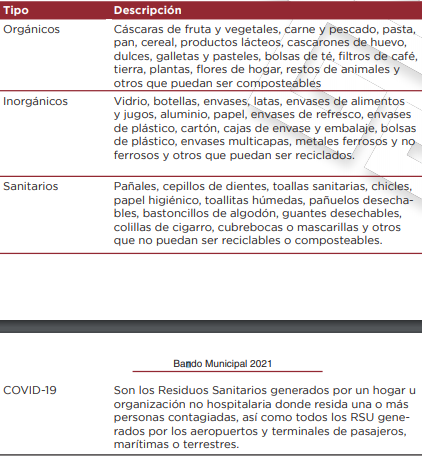 Tipo Descripción
Orgánicos Cáscaras de fruta y vegetales, carne y pescado, pasta,
pan, cereal, productos lácteos, cascarones de huevo,
dulces, galletas y pasteles, bolsas de té, filtros de café,
tierra, plantas, flores de hogar, restos de animales y
otros que puedan ser composteables
Inorgánicos Vidrio, botellas, envases, latas, envases de alimentos
y jugos, aluminio, papel, envases de refresco, envases
de plástico, cartón, cajas de envase y embalaje, bolsas
de plástico, envases multicapas, metales ferrosos y no-
ferrosos y otros que puedan ser reciclados.
Sanitarios Pañales, cepillos de dientes, toallas sanitarias, chicles,
papel higiénico, toallitas húmedas, pañuelos desecha-
bles, bastoncillos de algodón, guantes desechables,
colillas de cigarro, cubrebocas o mascarillas y otros
que no puedan ser reciclables o composteables.
Bando Municipal 2021
COVID-19 Son los Residuos Sanitarios generados por un hogar u
organización no hospitalaria donde resida una o más
personas contagiadas, así como todos los RSU gene-
rados por los aeropuertos y terminales de pasajeros,
marítimas o terrestres.